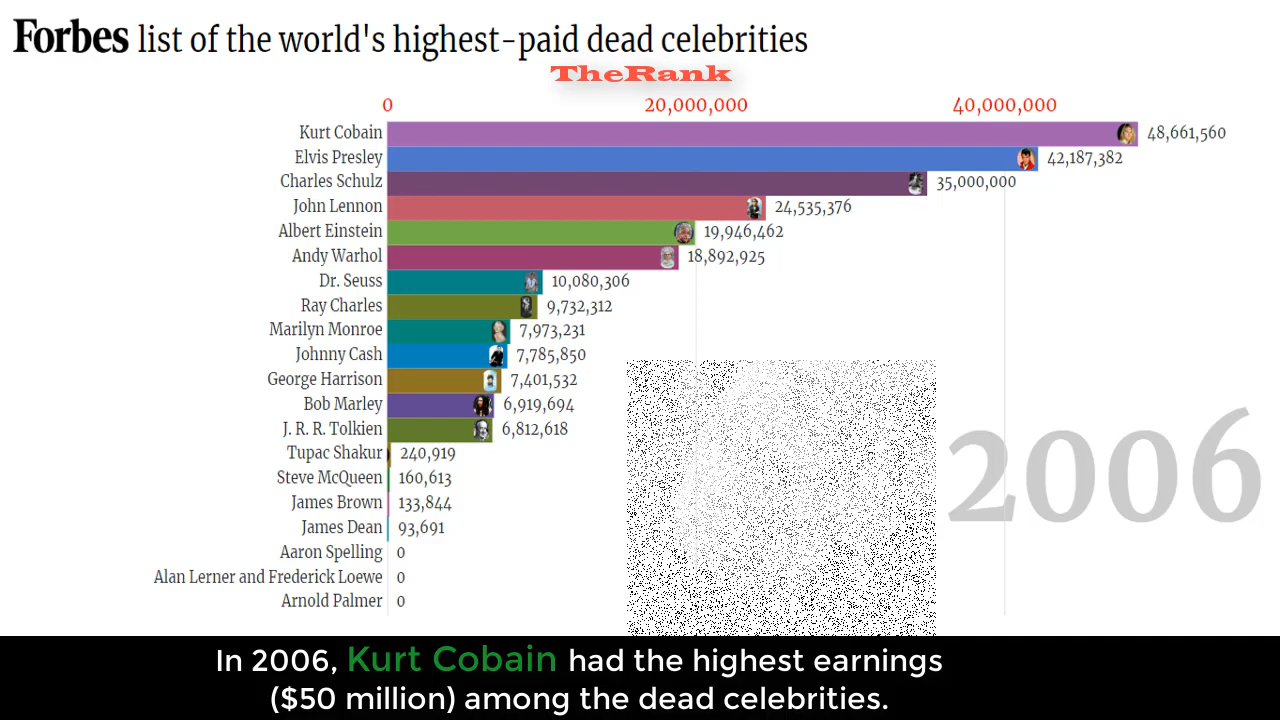 Forbes list of the world's highest-paid dead celebrities
TheRank
0 20,000,000 40,000,000
Kurt Cobain 48,661,560
Elvis Presley 42,187,382
Charles Schulz 35,000,000
John Lennon 24,535,376
Albert Einstein 19,946,462
Andy Warhol 18,892,925
Dr. Seuss 10,080,306
Ray Charles 9,732,312
Marilyn Monroe 7,973,231
Johnny Cash 7,785,850
George Harrison 7,401,532
Bob Marley 6,919,694
J. R. R. Tolkien 6,812,618
Tupac Shakur 240,919
Steve McQueen 160,613
James Brown 133,844
James Dean 93,691
Aaron Spelling 0
Alan Lerner and Frederick Loewe 0
Arnold Palmer 0
2006
In 2006, Kurt Cobain had the highest earnings
($50 million) among the dead celebrities.